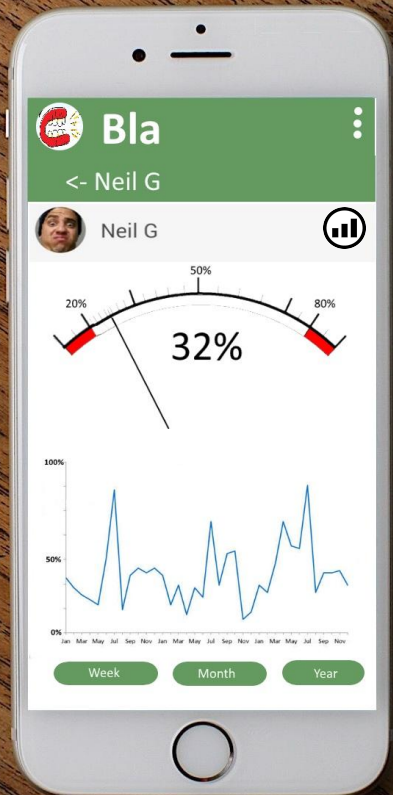 Bla
<- Neil G
Neil G
50%
20% 80%
32%
100%
50%
0%
Jan Mar May Jul Sep Nov Jan Mar May Jul Sep Nov Jan Mar May Jul Sep Nov
Week Month Year